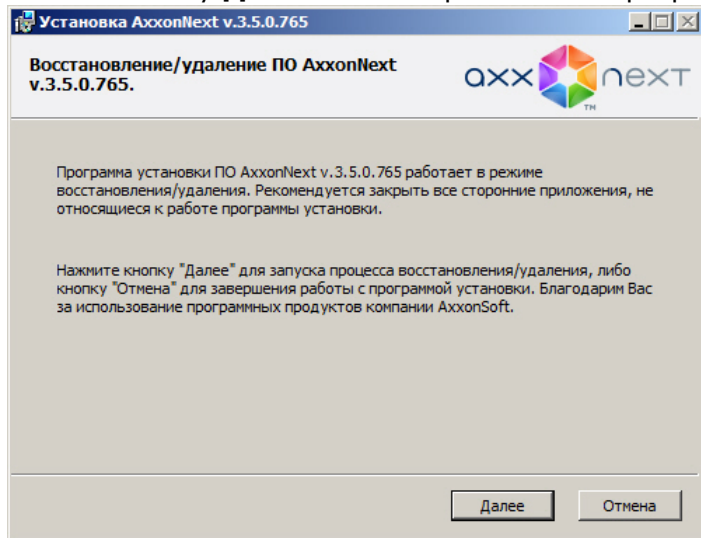 Установка AxxonNext v.3.5.0.765
Восстановление/удаление ПО AxxonNext
v.3.5.0.765.
axx next
TM
Программа установки ПО AxxonNext v.3.5.0.765 работает в режиме
восстановления/удаления. Рекомендуется закрыть все сторонние приложения, не
относящиеся к работе программы установки.
Нажмите кнопку "Далее" для запуска процесса восстановления/удаления, либо
кнопку "Отмена" для завершения работы с программой установки. Благодарим Вас
за использование программных продуктов компании AxxonSoft.
Далее
Отмена